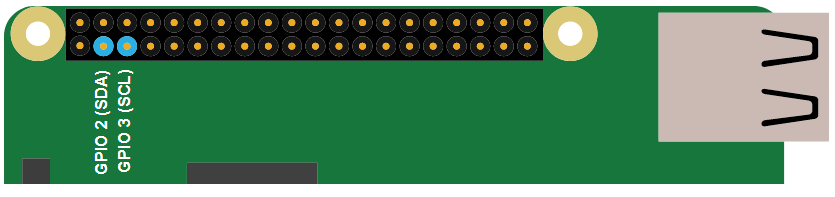 GPIO 2 (SDA)
GPIO 3 (SCL)